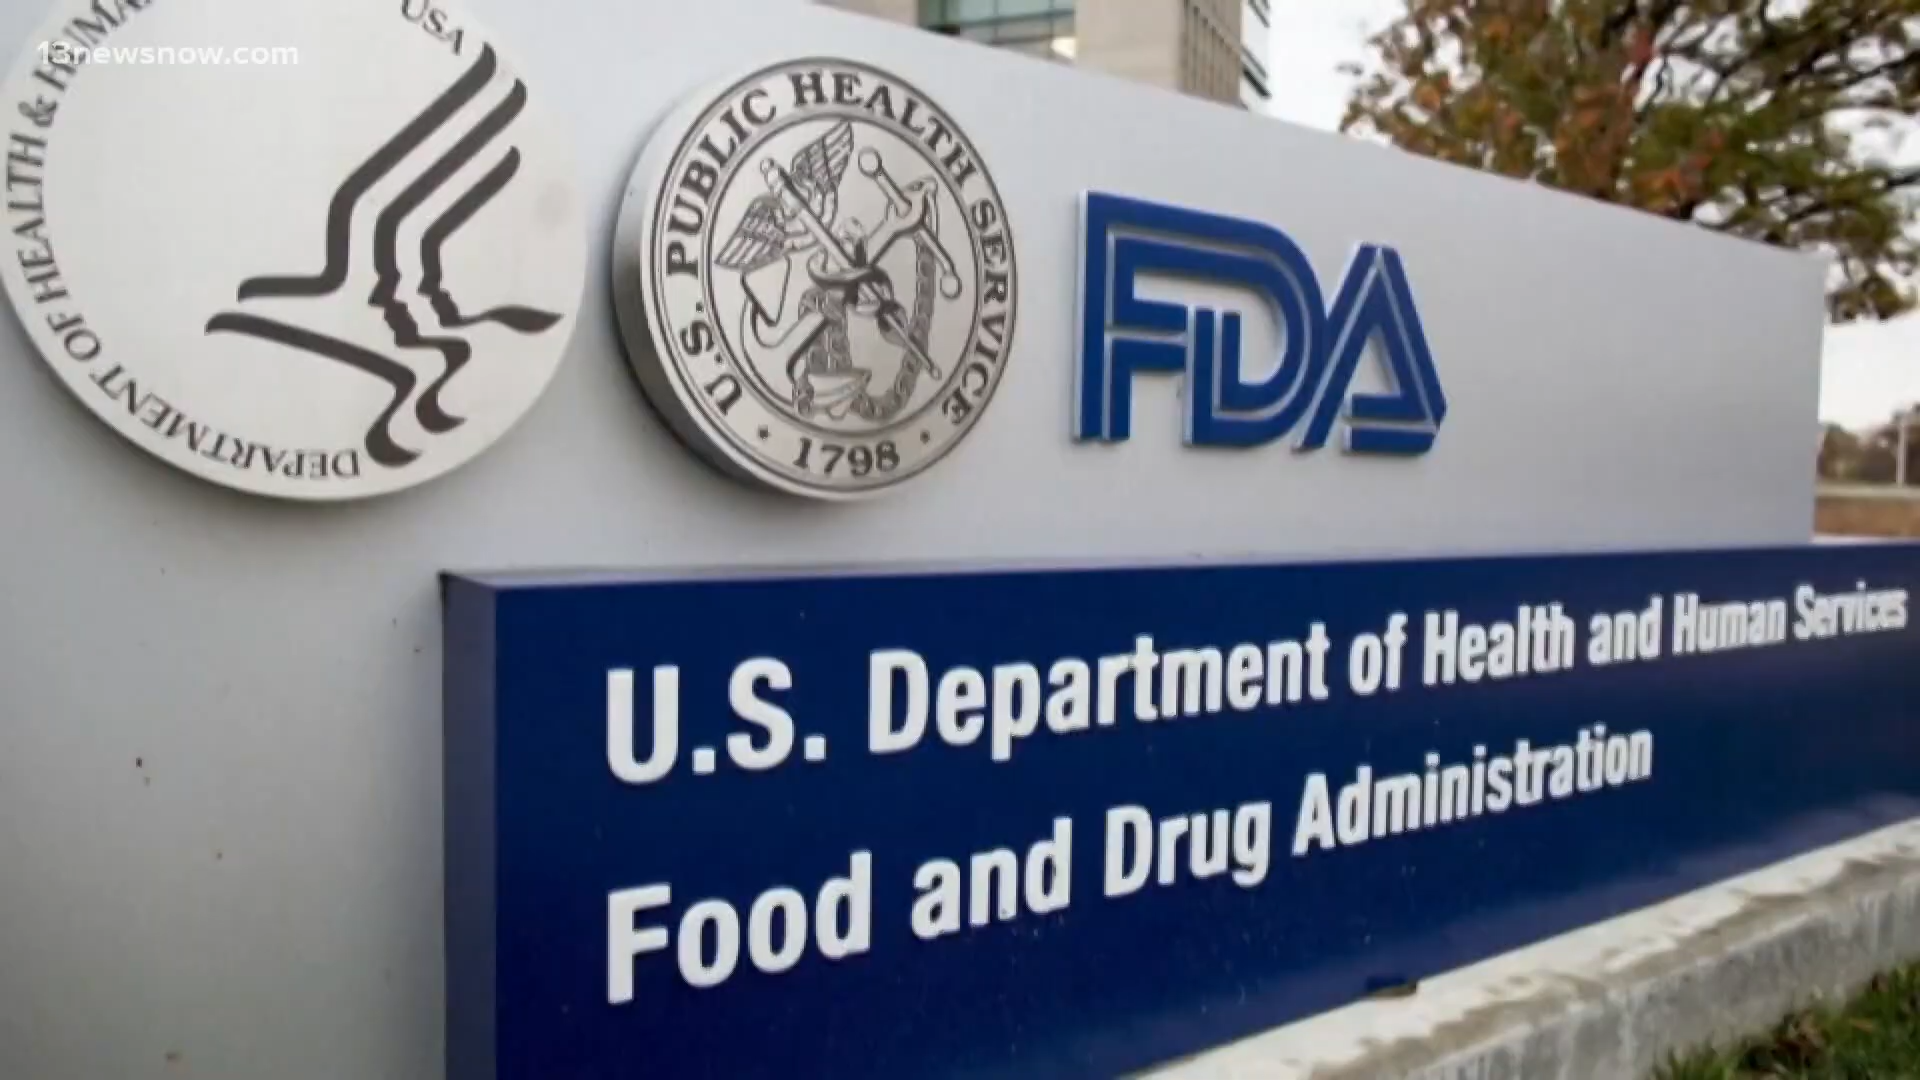 13newsnow.com
DEPARTMENT OF HEALTH & HUMA
USA
U.S. PUBLIC HEALTH SERVICE
1798
FDA
U.S. Department of Health and Human Services
Food and Drug Administration